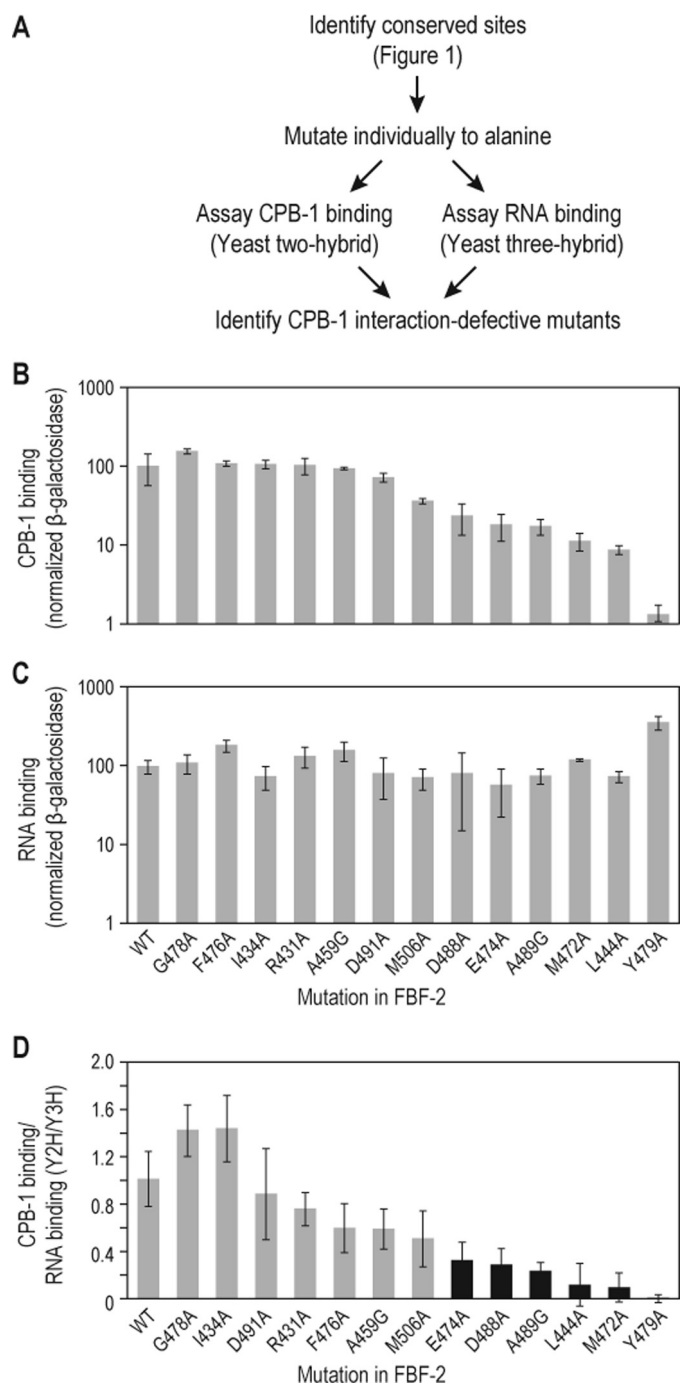 A
Identify conserved sites
(Figure 1)
Mutate individually to alanine
Assay CPB-1 binding
(Yeast two-hybrid)
Assay RNA binding
(Yeast three-hybrid)
Identify CPB-1 interaction-defective mutants
B
CPB-1 binding
(normalized β-galactosidase)
1000
100
10
1
C
RNA binding
(normalized β-galactosidase)
1000
100
10
1
WT
G478A
F476A
I434A
R431A
A459G
D491A
M506A
D488A
E474A
A489G
M472A
L444A
Y479A
Mutation in FBF-2
D
CPB-1 binding/
RNA binding (Y2H/Y3H)
2.0
1.6
1.2
0.8
0.4
0
WT
G478A
I434A
D491A
R431A
F476A
A459G
M506A
E474A
D488A
A489G
L444A
M472A
Y479A
Mutation in FBF-2